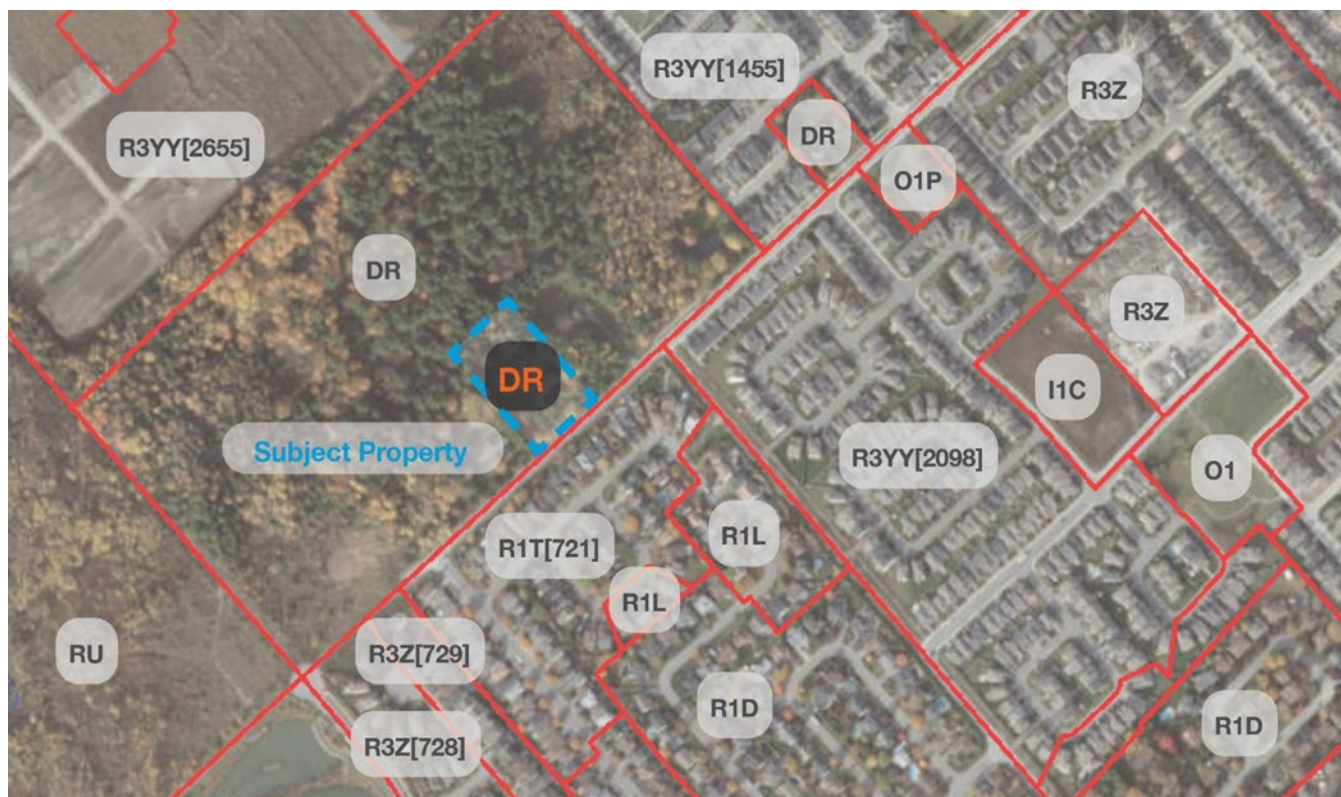 R3YY[1455]
R3Z
R3YY[2655]
DR
O1P
DR
R3Z
DR
I1C
Subject Property
R3YY[2098]
O1
R1T[721]
R1L
R1L
R3Z[729]
RU
R1D
R1D
R3Z[728]